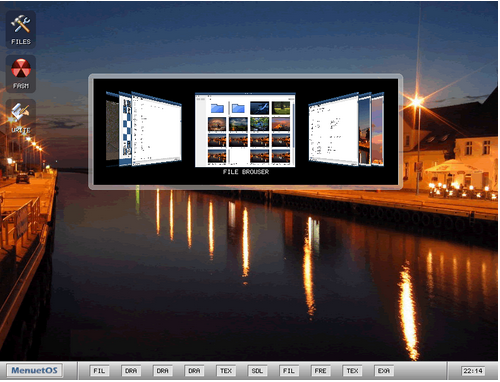 FILES
FASM
WRITE
FILE BROWSER
MenuetOS FIL DRA DRA DRA TEX SDL FIL FRE TEX EXA 22:14